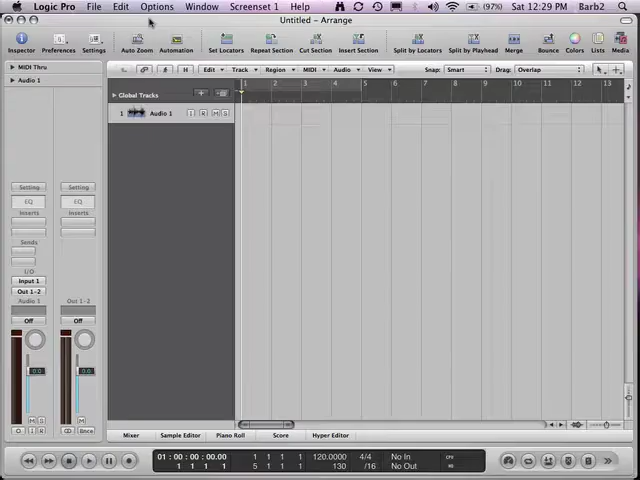 Logic Pro File Edit Options Window Screenset 1 Help (97%) Sat 12:29 PM Barb2
Untitled – Arrange
Inspector Preferences Settings Auto Zoom Automation Set Locators Repeat Section Cut Section Insert Section Split by Locators Split by Playhead Merge Bounce Colors Lists Media
MIDI Thru
H Edit Track Region MIDI Audio View Snap: Smart Drag: Overlap
Audio 1
Global Tracks + 1 2 3 4 5 6 7 8 9 10 11 12 13
1 Audio 1 I R M S
Setting Setting
EQ EQ
Inserts Inserts
Sends
I/O
Input 1
Out 1-2
Audio 1 Out 1-2
Off Off
0.0 0.0
M S M
O I R Bnce
Mixer Sample Editor Piano Roll Score Hyper Editor
01 : 00 : 00 : 00.00 1 1 1 1 120.0000 4/4 No In CPU
1 1 1 1 5 1 1 1 130 /16 No Out HD